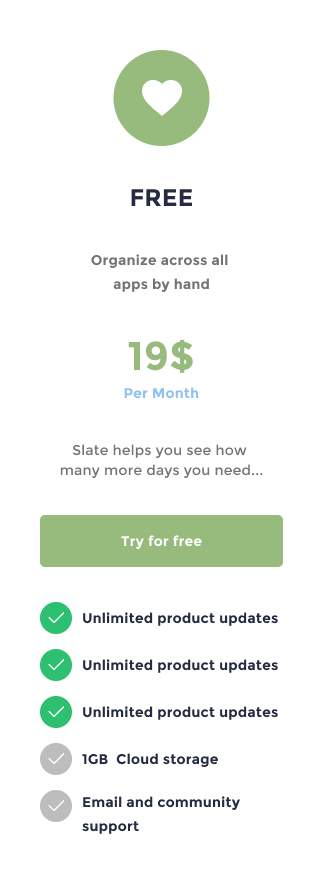 FREE
Organize across all
apps by hand
19$
Per Month
Slate helps you see how
many more days you need...
Try for free
Unlimited product updates
Unlimited product updates
Unlimited product updates
1GB  Cloud storage
Email and community
support